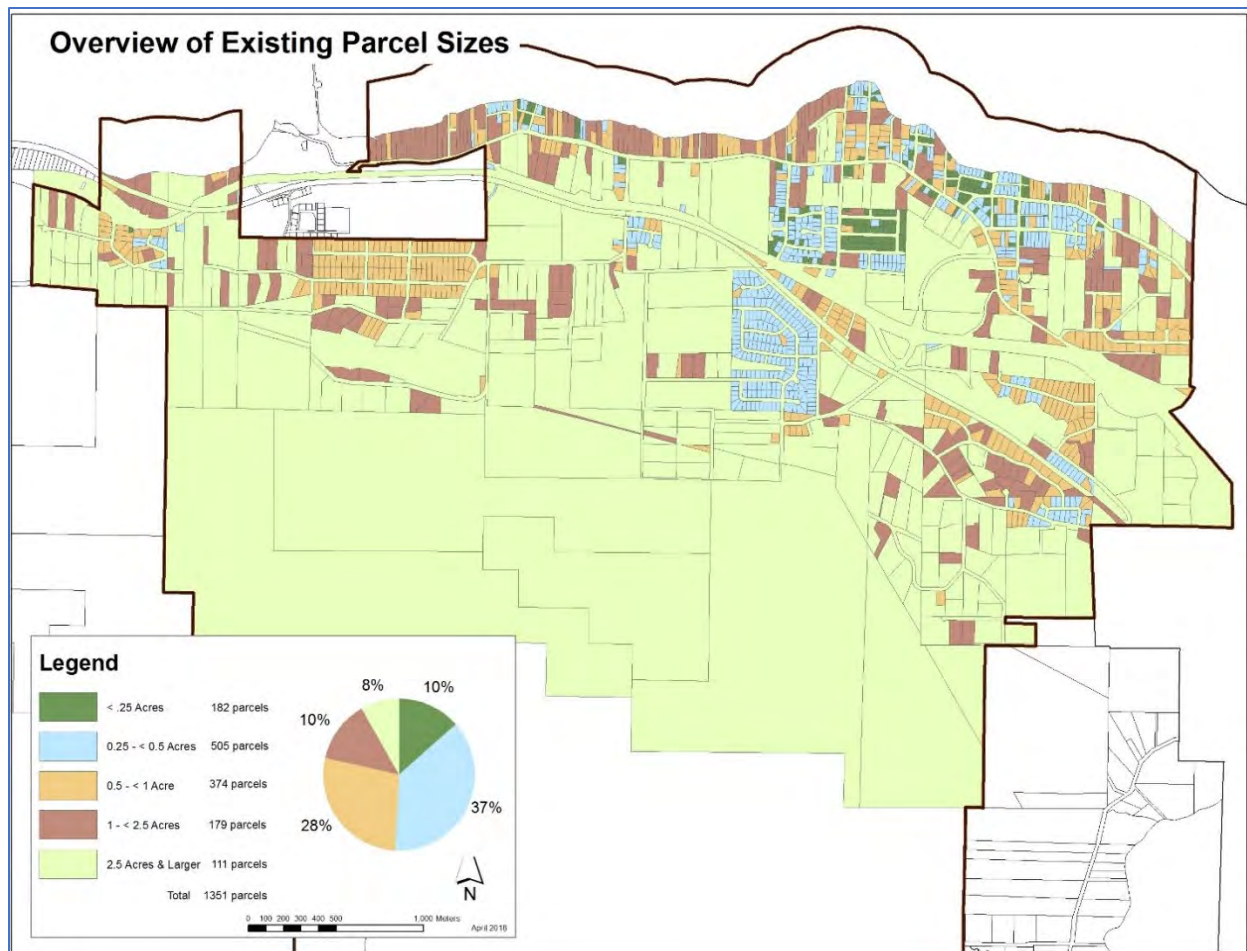 Overview of Existing Parcel Sizes
Legend
< .25 Acres 182 parcels
0.25 - < 0.5 Acres 505 parcels
0.5 - < 1 Acre 374 parcels
1 - < 2.5 Acres 179 parcels
2.5 Acres & Larger 111 parcels
Total 1351 parcels
8%
10%
10%
37%
28%
N
0 100 200 300 400 500 1,000 Meters
April 2016